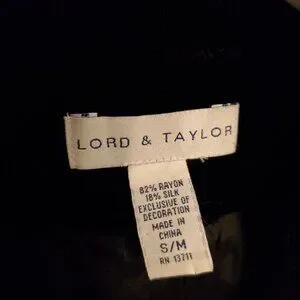 LORD & TAYLOR
82% RAYON
18% SILK
EXCLUSIVE OF
DECORATION
MADE IN
CHINA
S/M
RN 13711